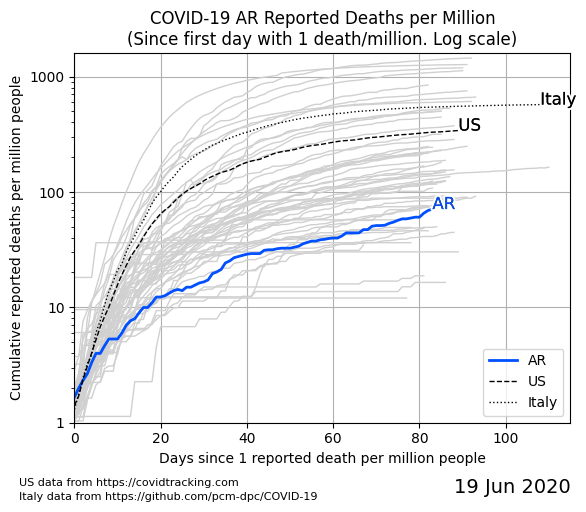 COVID-19 AR Reported Deaths per Million
(Since first day with 1 death/million. Log scale)
Cumulative reported deaths per million people
1000
100
10
1
Italy
US
AR
AR
US
Italy
0 20 40 60 80 100
Days since 1 reported death per million people
US data from https://covidtracking.com
Italy data from https://github.com/pcm-dpc/COVID-19
19 Jun 2020